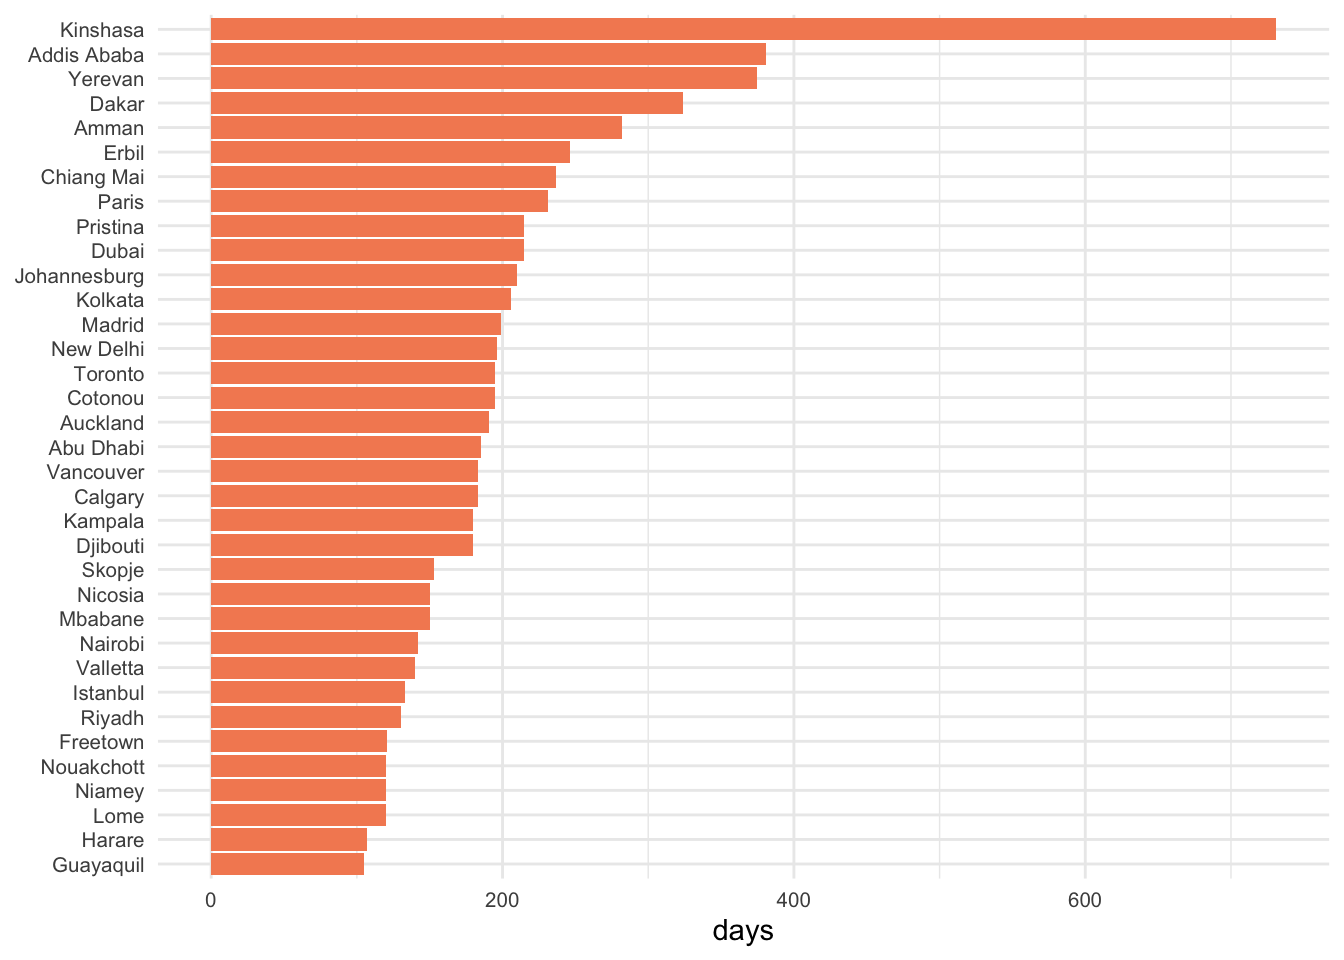 Kinshasa
Addis Ababa
Yerevan
Dakar
Amman
Erbil
Chiang Mai
Paris
Pristina
Dubai
Johannesburg
Kolkata
Madrid
New Delhi
Toronto
Cotonou
Auckland
Abu Dhabi
Vancouver
Calgary
Kampala
Djibouti
Skopje
Nicosia
Mbabane
Nairobi
Valletta
Istanbul
Riyadh
Freetown
Nouakchott
Niamey
Lome
Harare
Guayaquil
0 200 400 600
days